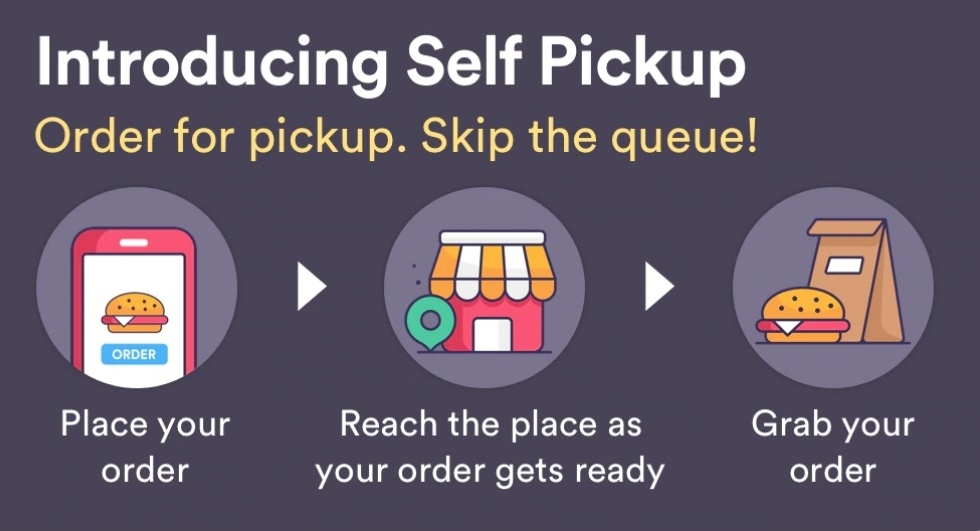 Introducing Self Pickup
Order for pickup. Skip the queue!
ORDER
Place your
order
Reach the place as
your order gets ready
Grab your
order